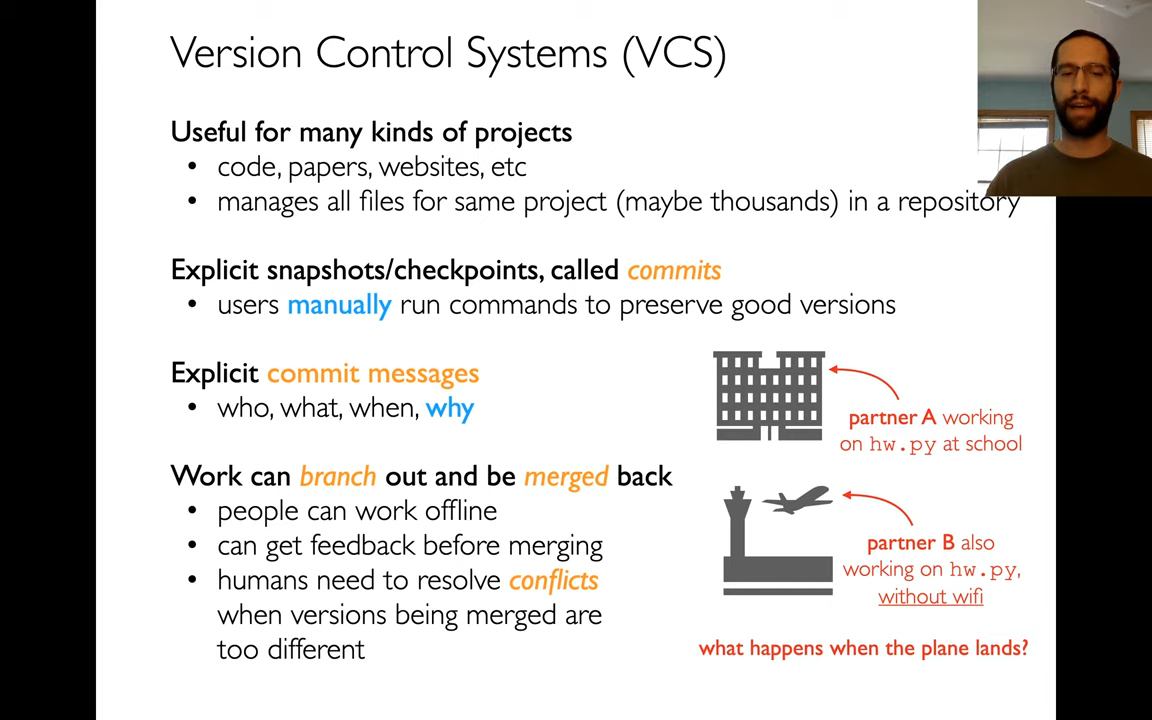 Version Control Systems (VCS)
Useful for many kinds of projects
• code, papers, websites, etc
• manages all files for same project (maybe thousands) in a repository
Explicit snapshots/checkpoints, called commits
• users manually run commands to preserve good versions
Explicit commit messages
• who, what, when, why
Work can branch out and be merged back
• people can work offline
• can get feedback before merging
• humans need to resolve conflicts
when versions being merged are
too different
partner A working
on hw.py at school
partner B also
working on hw.py,
without wifi
what happens when the plane lands?